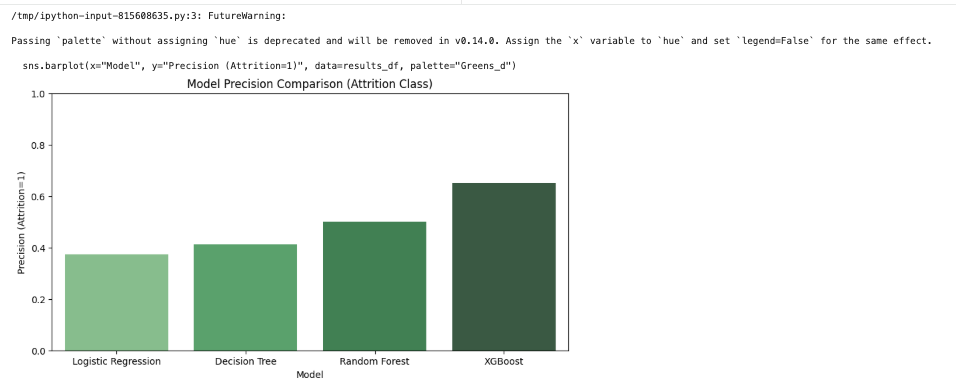 /tmp/ipython-input-815608635.py:3: FutureWarning:
Passing `palette` without assigning `hue` is deprecated and will be removed in v0.14.0. Assign the `x` variable to `hue` and set `legend=False` for the same effect.
sns.barplot(x="Model", y="Precision (Attrition=1)", data=results_df, palette="Greens_d")
Model Precision Comparison (Attrition Class)
Precision (Attrition=1)
1.0
0.8
0.6
0.4
0.2
0.0
Logistic Regression
Decision Tree
Random Forest
XGBoost
Model